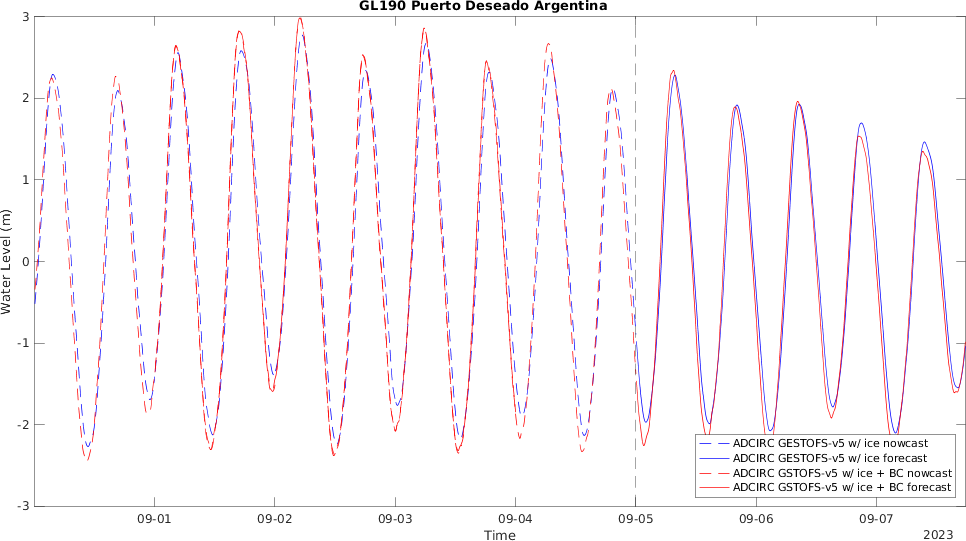 GL190 Puerto Deseado Argentina
3
2
1
0
-1
-2
-3
Water Level (m)
ADCIRC GESTOFS-v5 w/ ice nowcast
ADCIRC GESTOFS-v5 w/ ice forecast
ADCIRC GSTOFS-v5 w/ ice + BC nowcast
ADCIRC GSTOFS-v5 w/ ice + BC forecast
09-01 09-02 09-03 09-04 09-05 09-06 09-07
Time
2023